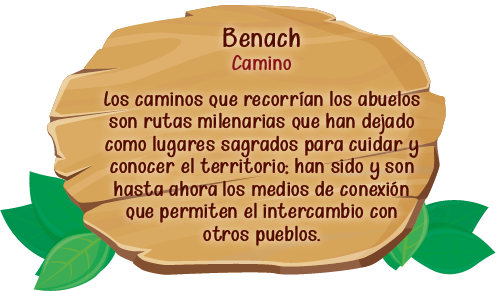 Benach
Camino
Los caminos que recorrían los abuelos
son rutas milenarias que han dejado
como lugares sagrados para cuidar y
conocer el territorio; han sido y son
hasta ahora los medios de conexión
que permiten el intercambio con
otros pueblos.